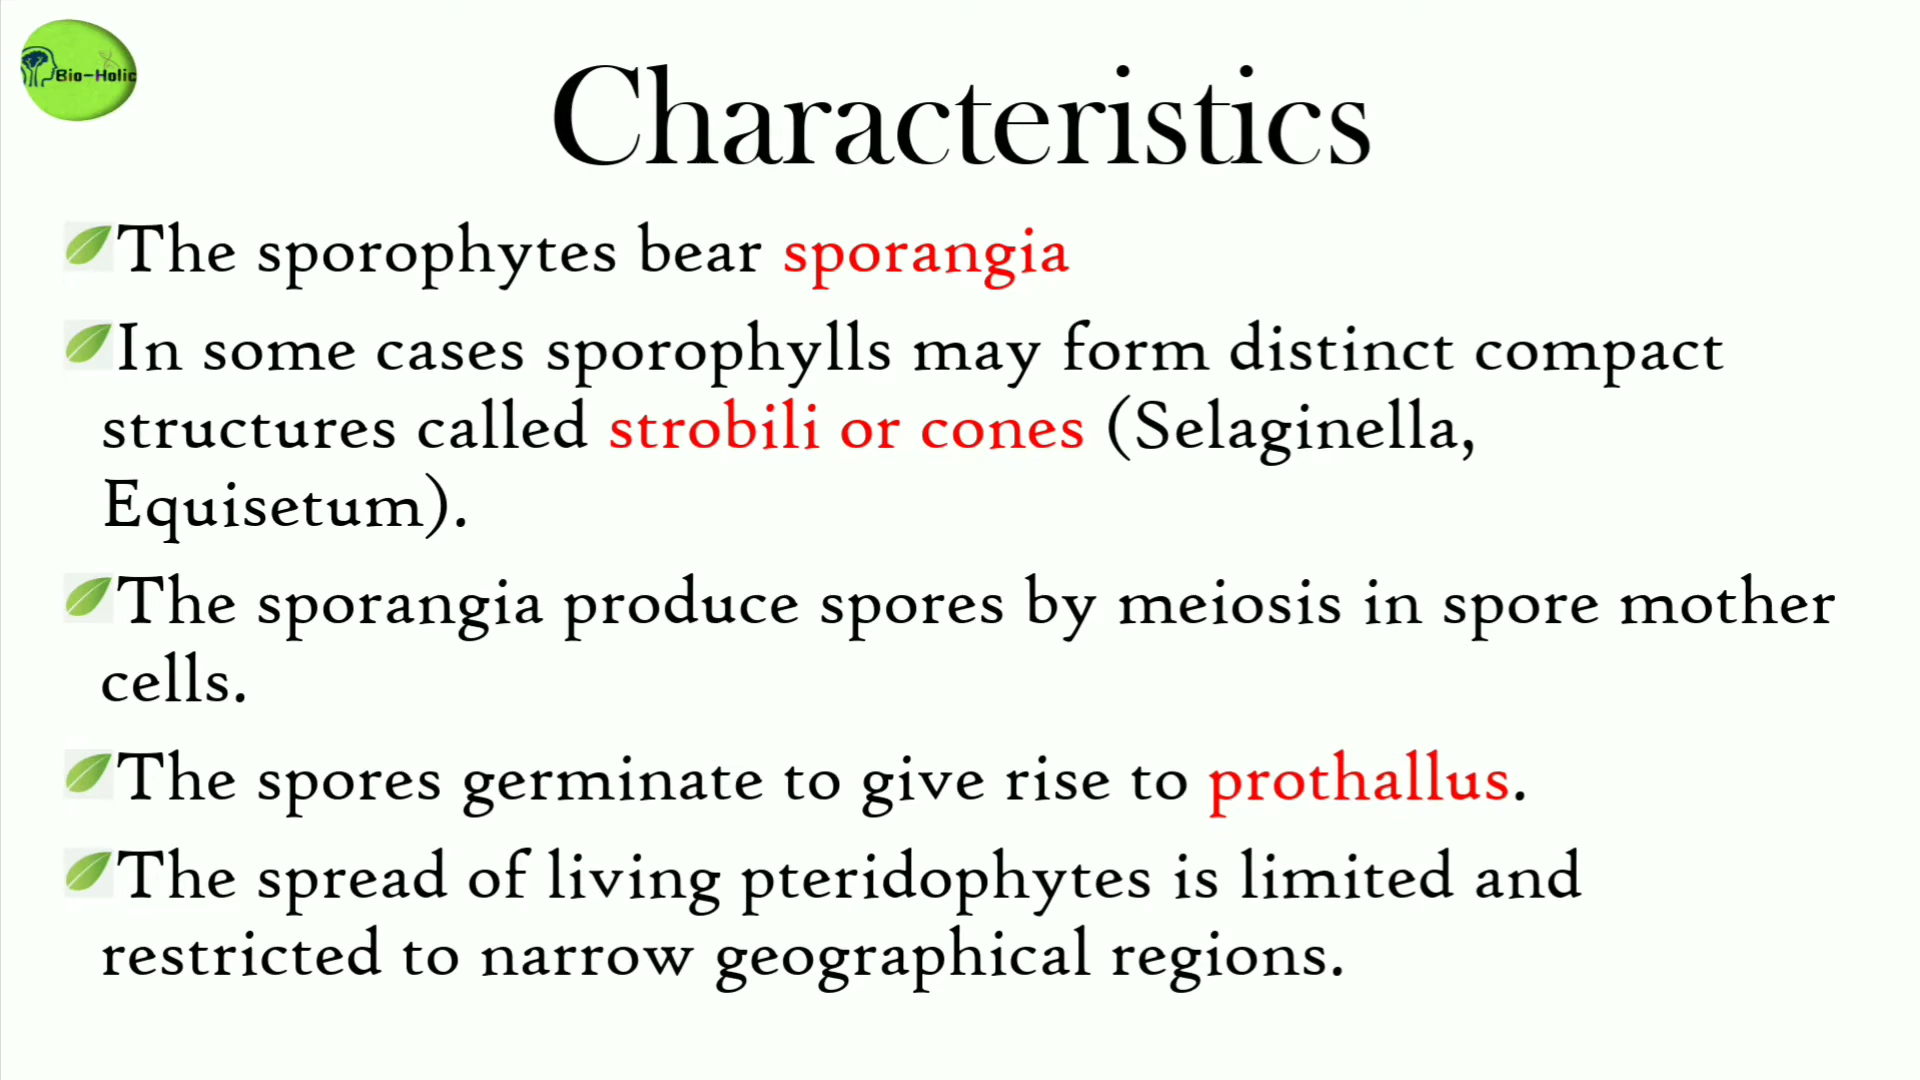 Bio-Holic
Characteristics
The sporophytes bear sporangia
In some cases sporophylls may form distinct compact
structures called strobili or cones (Selaginella,
Equisetum).
The sporangia produce spores by meiosis in spore mother
cells.
The spores germinate to give rise to prothallus.
The spread of living pteridophytes is limited and
restricted to narrow geographical regions.